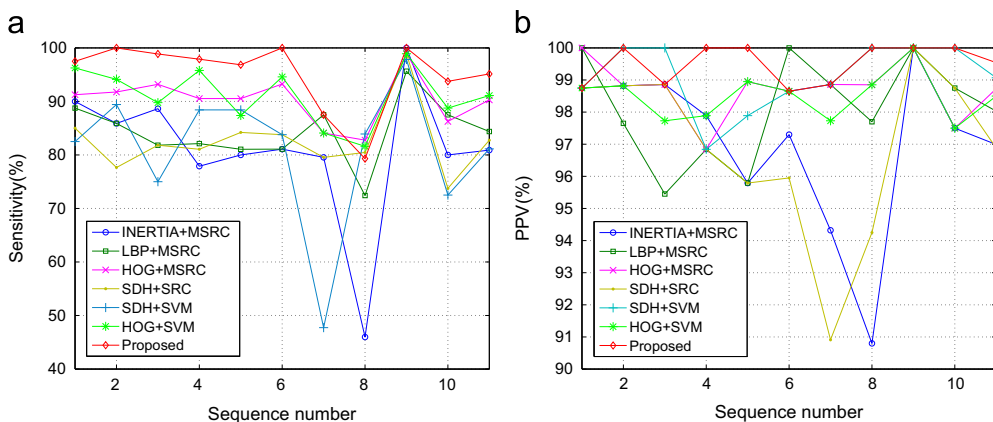 a
100
90
80
70
60
50
40
Sensitivity(%)
INERTIA+MSRC
LBP+MSRC
HOG+MSRC
SDH+SRC
SDH+SVM
HOG+SVM
Proposed
2
4
6
8
10
Sequence number
b
100
99
98
97
96
95
94
93
92
91
90
PPV(%)
INERTIA+MSRC
LBP+MSRC
HOG+MSRC
SDH+SRC
SDH+SVM
HOG+SVM
Proposed
2
4
6
8
10
Sequence number